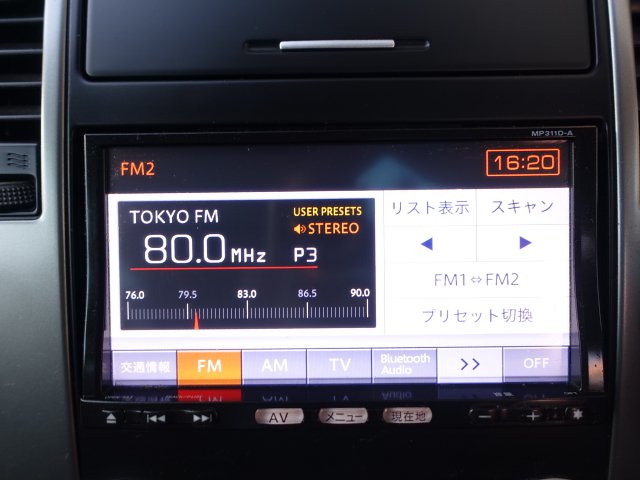 MP311D-A
FM2
16:20
TOKYO FM
USER PRESETS
STEREO
80.0 MHz P3
76.0 79.5 83.0 86.5 90.0
リスト表示 スキャン
FM1⇔FM2
プリセット切換
交通情報 FM AM TV Bluetooth Audio >> OFF
AV メニュー 現在地